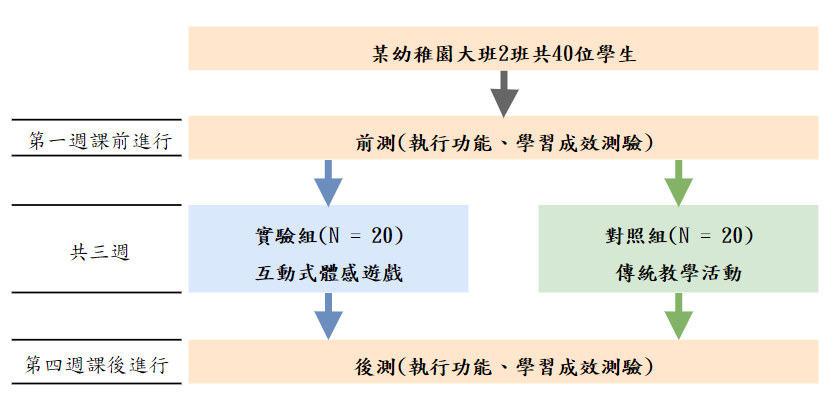 某幼稚園大班2班共40位學生
第一週課前進行
前測(執行功能、學習成效測驗)
共三週
實驗組(N = 20)
互動式體感遊戲
對照組(N = 20)
傳統教學活動
第四週課後進行
後測(執行功能、學習成效測驗)